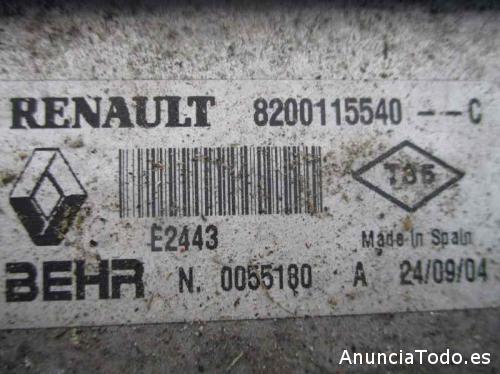 RENAULT 8200115540 -- C
T35
E2443
Made In Spain
BEHR N. 0055180 A 24/09/04
AnunciaTodo.es